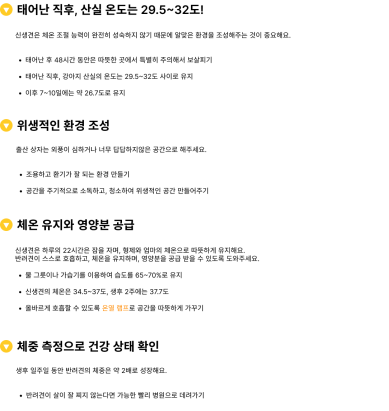 태어난 직후, 산실 온도는 29.5~32도!
신생견은 체온 조절 능력이 완전히 성숙하지 않기 때문에 알맞은 환경을 조성해주는 것이 중요해요.
• 태어난 후 48시간 동안은 따뜻한 곳에서 특별히 주의해서 보살피기
• 태어난 직후, 강아지 산실의 온도는 29.5~32도 사이로 유지
• 이후 7~10일에는 약 26.7도로 유지
위생적인 환경 조성
출산 상자는 외풍이 심하거나 너무 답답하지않은 공간으로 해주세요.
• 조용하고 환기가 잘 되는 환경 만들기
• 공간을 주기적으로 소독하고, 청소하여 위생적인 공간 만들어주기
체온 유지와 영양분 공급
신생견은 하루의 22시간은 잠을 자며, 형제와 엄마의 체온으로 따뜻하게 유지해요.
반려견이 스스로 호흡하고, 체온을 유지하며, 영양분을 공급 받을 수 있도록 도와주세요.
• 물 그릇이나 가습기를 이용하여 습도를 65~70%로 유지
• 신생견의 체온은 34.5~37도, 생후 2주에는 37.7도
• 올바르게 호흡할 수 있도록 온열 램프로 공간을 따뜻하게 가꾸기
체중 측정으로 건강 상태 확인
생후 일주일 동안 반려견의 체중은 약 2배로 성장해요.
• 반려견이 살이 잘 찌지 않는다면 가능한 빨리 병원으로 데려가기